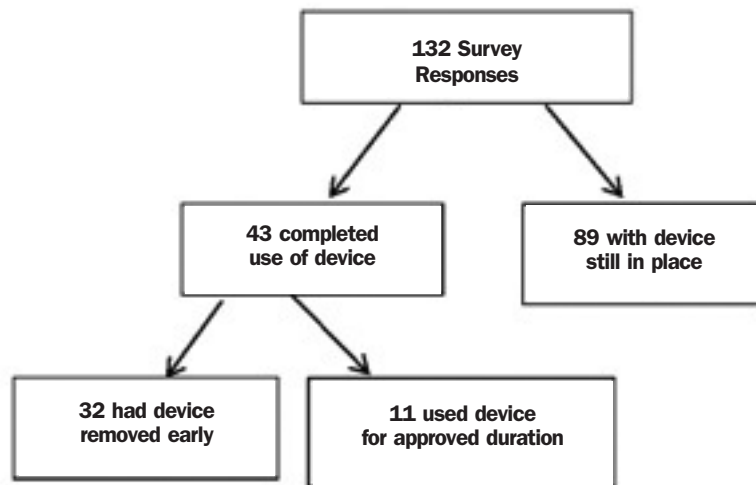 132 Survey
Responses
43 completed
use of device
89 with device
still in place
32 had device
removed early
11 used device
for approved duration